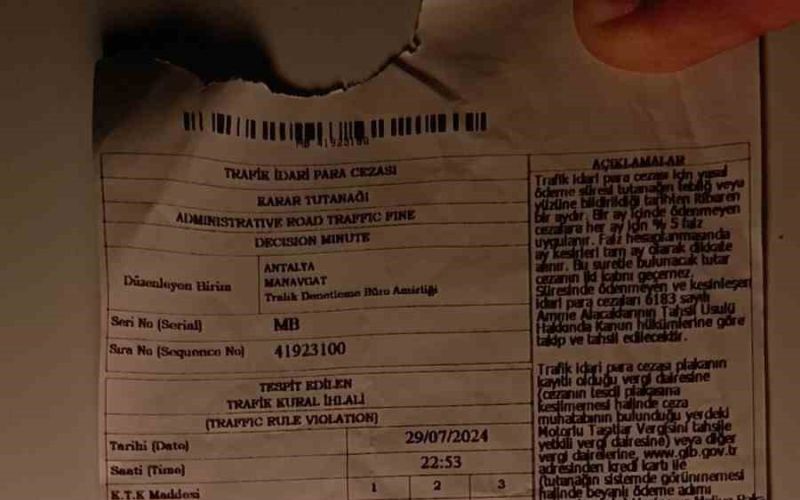 MB 41923100
TRAFİK İDARİ PARA CEZASI
KARAR TUTANAĞI
ADMINISTRATIVE ROAD TRAFFIC FINE
DECISION MINUTE
Düzenleyen Birim
ANTALYA
MANAVGAT
Trafik Denetleme Büro Amirliği
Seri No (Serial)
MB
Sıra No (Sequence No)
41923100
TESPİT EDİLEN
TRAFİK KURAL İHLALİ
(TRAFFIC RULE VIOLATION)
Tarihi (Date)
29/07/2024
Saati (Time)
22:53
K.T.K Maddesi
1 2 3
AÇIKLAMALAR
Trafik idari para cezası için yasal
ödeme süresi tutanağın tebliğ veya
yüzüne bildirildiği tarihten itibaren
bir aydır. Bir ay içinde ödenmeyen
cezalara her ay için % 5 faiz
uygulanır. Faiz hesaplanmasında
ay kesirleri tam ay olarak dikkate
alınır. Bu suretle bulunacak tutar
cezanın iki katını geçemez.
Süresinde ödenmeyen ve kesinleşen
idari para cezaları 6183 sayılı
Amme Alacaklarının Tahsil Usulü
Hakkında Kanun hükümlerine göre
takip ve tahsil edilecektir.
Trafik idari para cezası plakanın
kayıtlı olduğu vergi dairesine
(cezanın tescil plakasına
kesilmemesi halinde ceza
muhatabının bulunduğu yerdeki
Motorlu Taşıtlar Vergisini tahsile
yetkili vergi dairesine) veya diğer
vergi dairelerine, www.gib.gov.tr
adresinden kredi kartı ile
(tutanağın sistemde görünmemesi
halinde beyanlı ödeme adımı